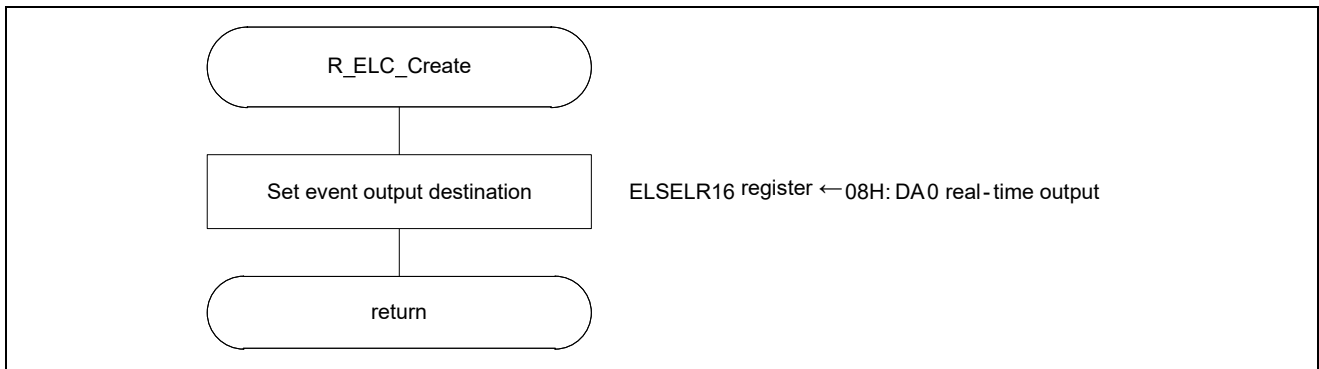 R_ELC_Create
Set event output destination ELSELR16 register ← 08H: DA0 real-time output
return